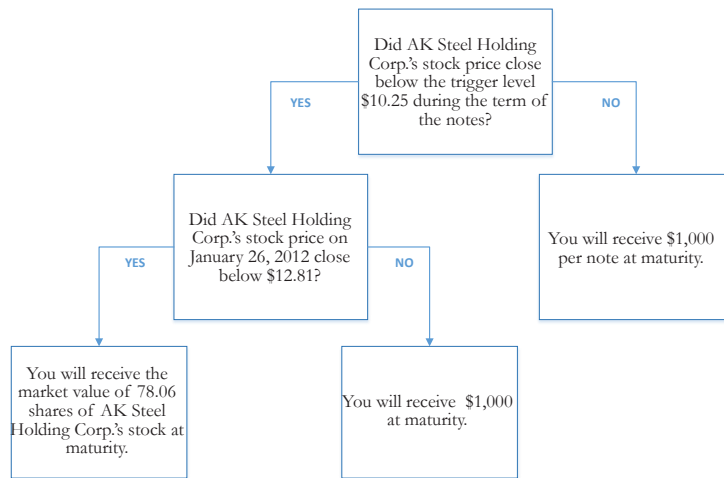 Did AK Steel Holding
Corp.'s stock price close
below the trigger level
$10.25 during the term of
the notes?
YES
NO
Did AK Steel Holding
Corp.'s stock price on
January 26, 2012 close
below $12.81?
You will receive $1,000
per note at maturity.
YES
NO
You will receive the
market value of 78.06
shares of AK Steel
Holding Corp.'s stock at
maturity.
You will receive $1,000
at maturity.